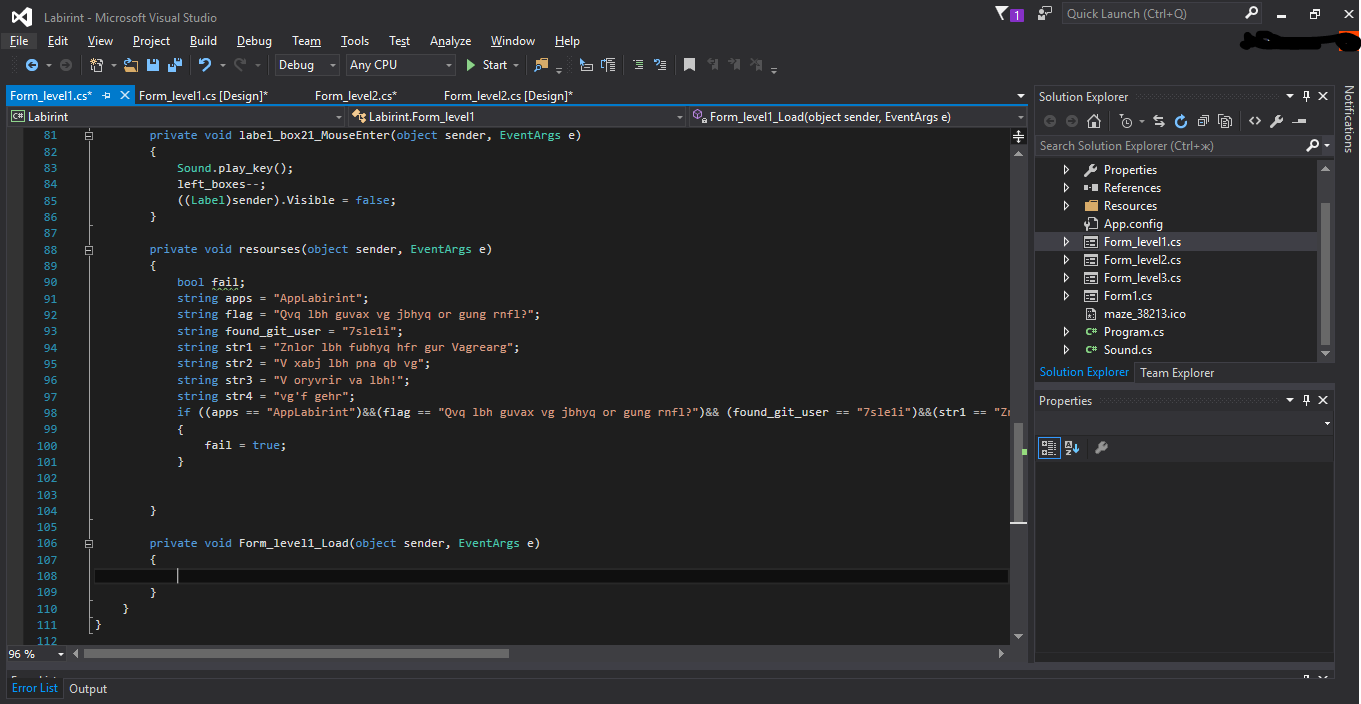 Labirint - Microsoft Visual Studio
1
Quick Launch (Ctrl+Q)
File Edit View Project Build Debug Team Tools Test Analyze Window Help
Debug Any CPU Start
Form_level1.cs* Form_level1.cs [Design]* Form_level2.cs* Form_level2.cs [Design]*
C# Labirint Labirint.Form_level1 Form_level1_Load(object sender, EventArgs e)
81 private void label_box21_MouseEnter(object sender, EventArgs e)
82 {
83 Sound.play_key();
84 left_boxes--;
85 ((Label)sender).Visible = false;
86 }
87
88 private void resourses(object sender, EventArgs e)
89 {
90 bool fail;
91 string apps = "AppLabirint";
92 string flag = "Qvq lbh guvax vg jbhyq or gung rnfl?";
93 string found_git_user = "7sle1i";
94 string str1 = "Znlor lbh fubhyq hfr gur Vagrearg";
95 string str2 = "V xabj lbh pna qb vg";
96 string str3 = "V oryvrir va lbh!";
97 string str4 = "vg'f gehr";
98 if ((apps == "AppLabirint")&&(flag == "Qvq lbh guvax vg jbhyq or gung rnfl?")&& (found_git_user == "7sle1i")&&(str1 == "Zn
99 {
100 fail = true;
101 }
102
103
104 }
105
106 private void Form_level1_Load(object sender, EventArgs e)
107 {
108
109 }
110 }
111 }
112
96 %
Error List Output
Solution Explorer
Search Solution Explorer (Ctrl+ж)
Properties
References
Resources
App.config
Form_level1.cs
Form_level2.cs
Form_level3.cs
Form1.cs
maze_38213.ico
C# Program.cs
C# Sound.cs
Solution Explorer Team Explorer
Properties
Notifications